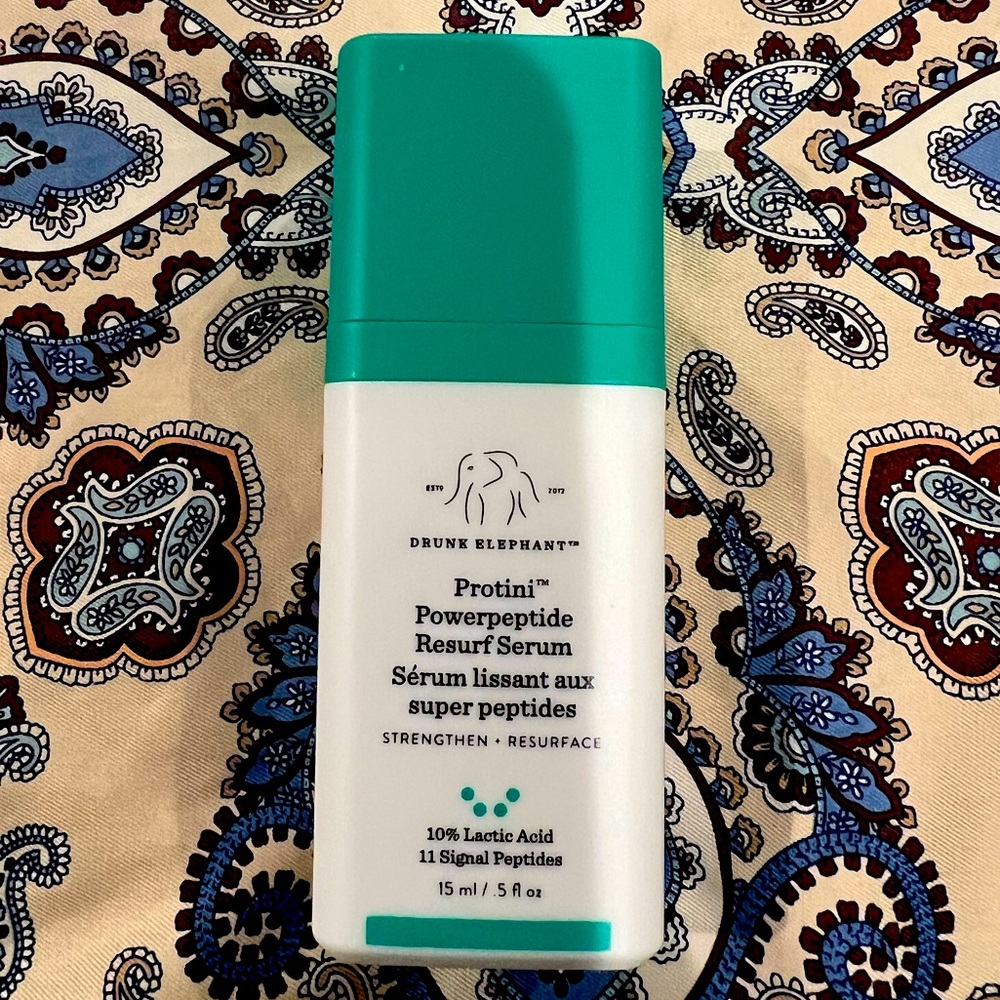 ESTD 2012
DRUNK ELEPHANT™
Protini™
Powerpeptide
Resurf Serum
Sérum lissant aux
super peptides
STRENGTHEN • RESURFACE
10% Lactic Acid
11 Signal Peptides
15 ml / .5 fl oz